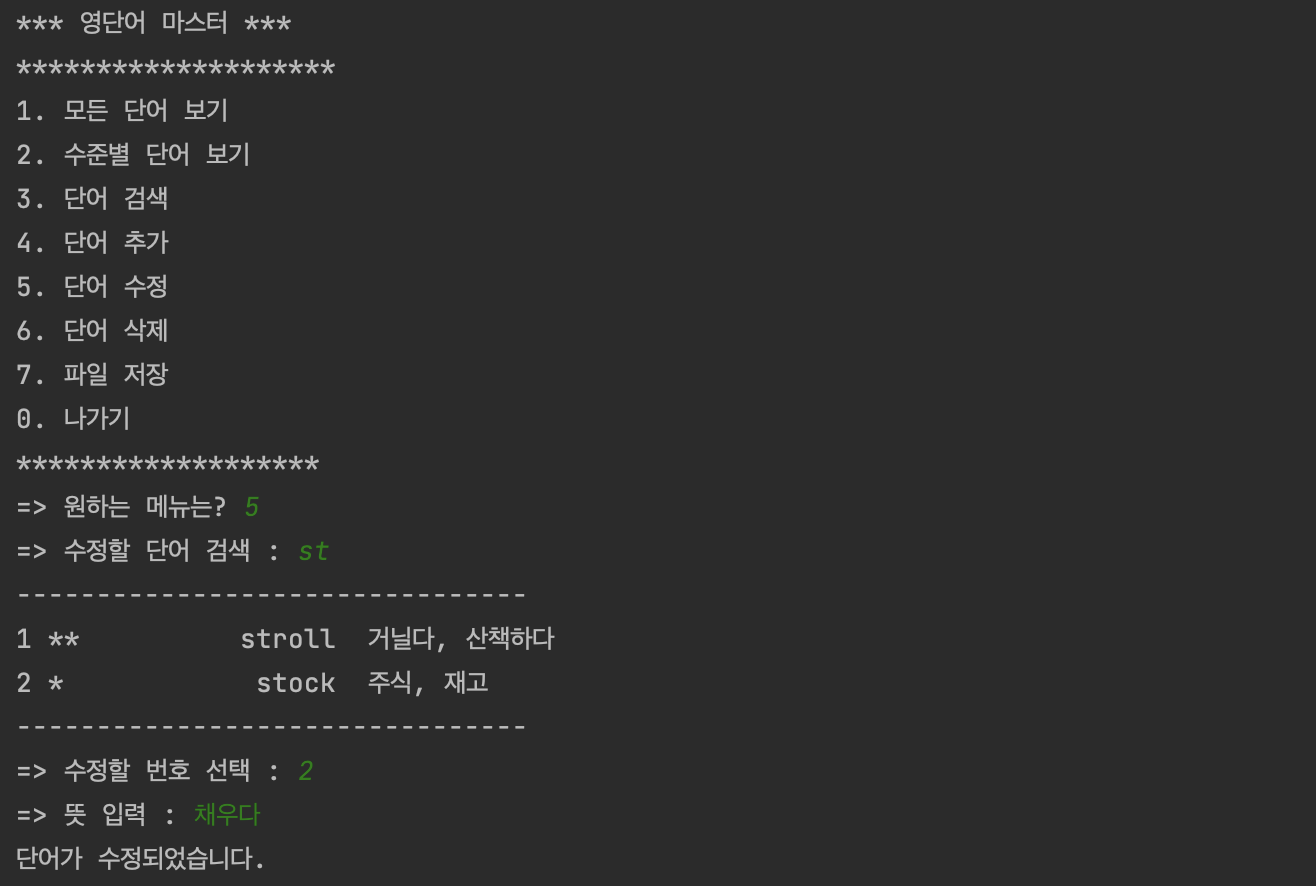 *** 영단어 마스터 ***
********************
1. 모든 단어 보기
2. 수준별 단어 보기
3. 단어 검색
4. 단어 추가
5. 단어 수정
6. 단어 삭제
7. 파일 저장
0. 나가기
*******************
=> 원하는 메뉴는? 5
=> 수정할 단어 검색 : st
--------------------------------
1 **          stroll  거닐다, 산책하다
2 *            stock  주식, 재고
--------------------------------
=> 수정할 번호 선택 : 2
=> 뜻 입력 : 채우다
단어가 수정되었습니다.